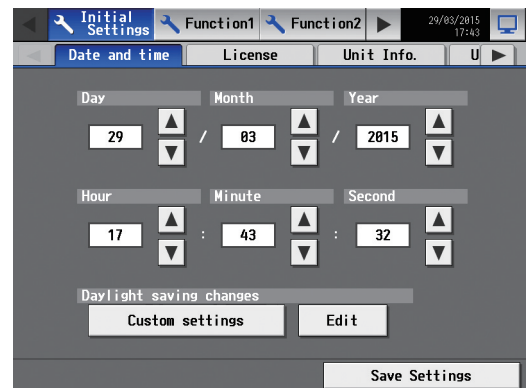 Initial Settings Function1 Function2 29/03/2015 17:43
Date and time License Unit Info. U
Day Month Year
29 / 03 / 2015
Hour Minute Second
17 : 43 : 32
Daylight saving changes
Custom settings Edit
Save Settings